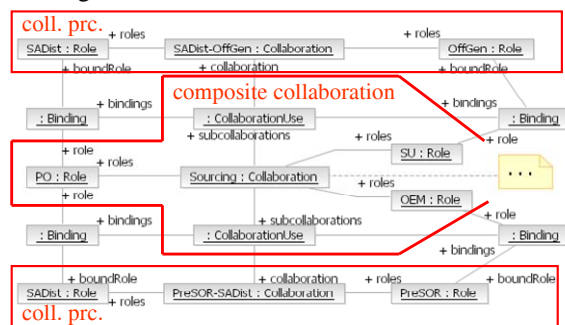 coll. prc.
+ roles
+ roles
SADist : Role
SADist-OffGen : Collaboration
OffGen : Role
+ boundRole
+ collaboration
+ boundRole
composite collaboration
+ bindings
+ bindings
: Binding
: CollaborationUse
: Binding
+ subcollaborations
+ roles
+ role
+ role
SU : Role
+ roles
PO : Role
Sourcing : Collaboration
...
+ roles
+ role
OEM : Role
+ role
+ bindings
+ subcollaborations
: Binding
: CollaborationUse
: Binding
+ bindings
+ boundRole
+ collaboration
+ roles
+ boundRole
SADist : Role
PreSOR-SADist : Collaboration
PreSOR : Role
+ roles
coll. prc.